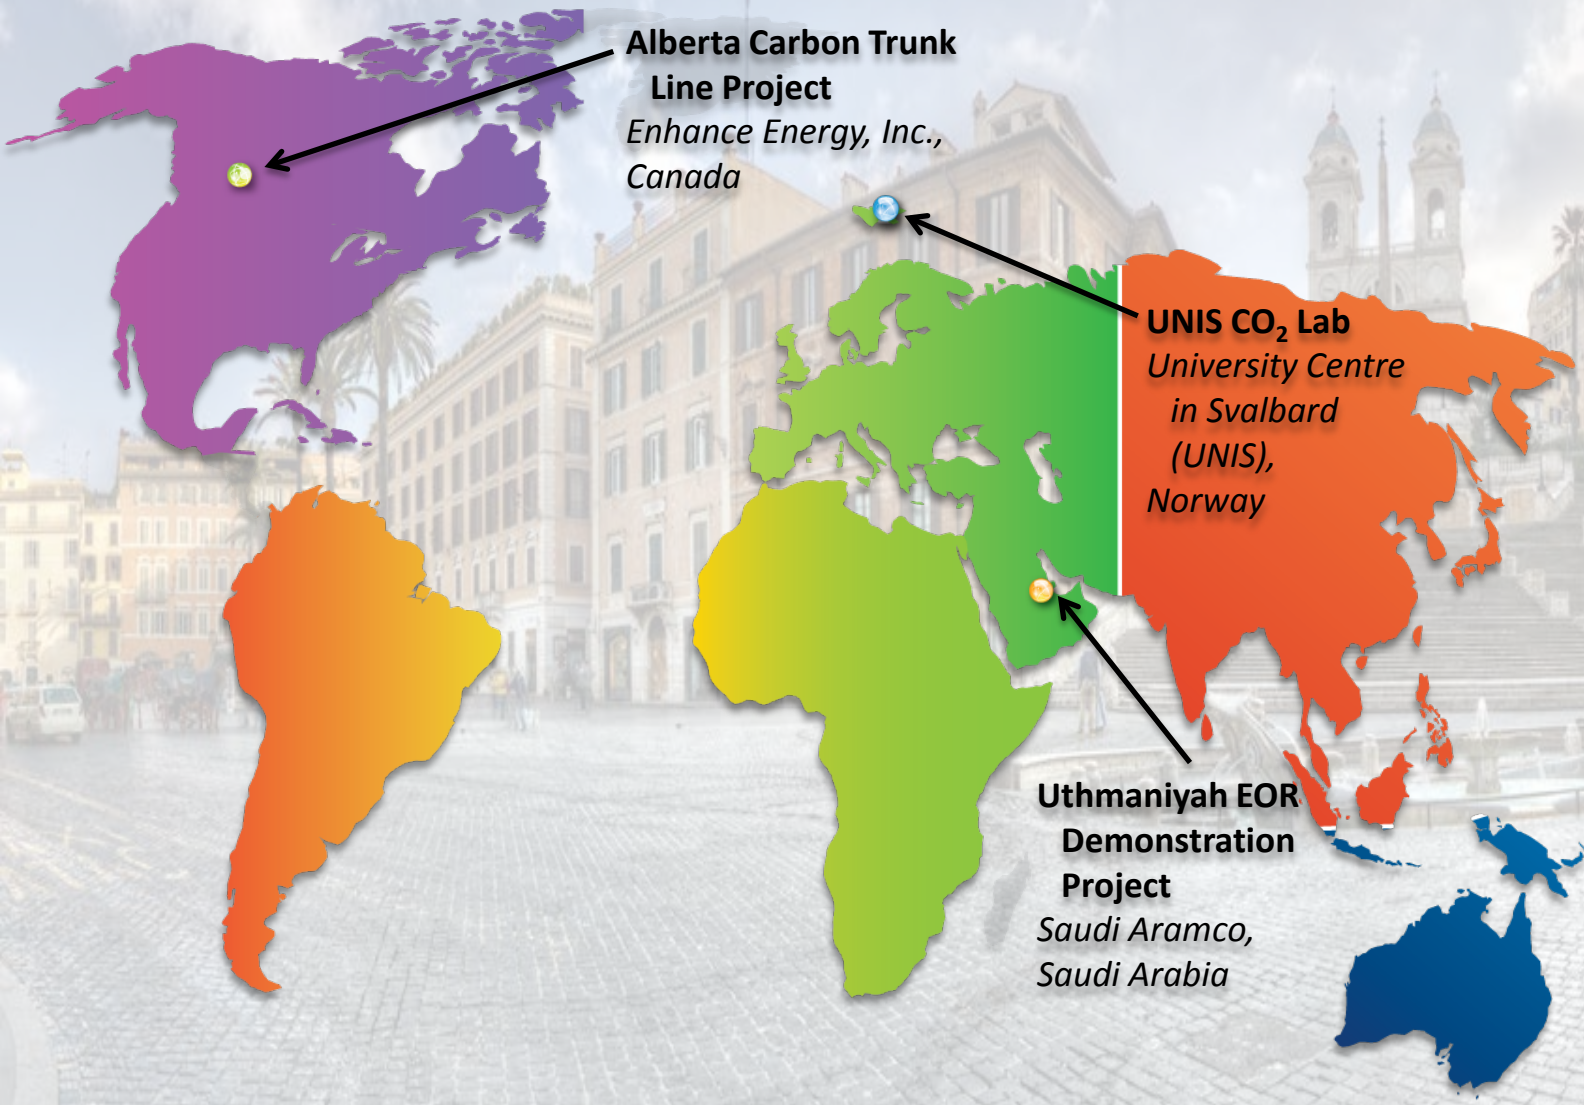 Alberta Carbon Trunk
Line Project
Enhance Energy, Inc.,
Canada
UNIS CO₂ Lab
University Centre
in Svalbard
(UNIS),
Norway
Uthmaniyah EOR
Demonstration
Project
Saudi Aramco,
Saudi Arabia